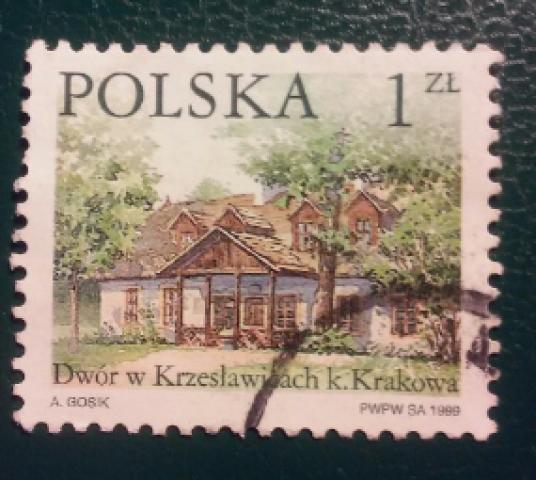 POLSKA 1 ZŁ
Dwór w Krzesławicach k. Krakowa
A. GOSIK PWPW SA 1999